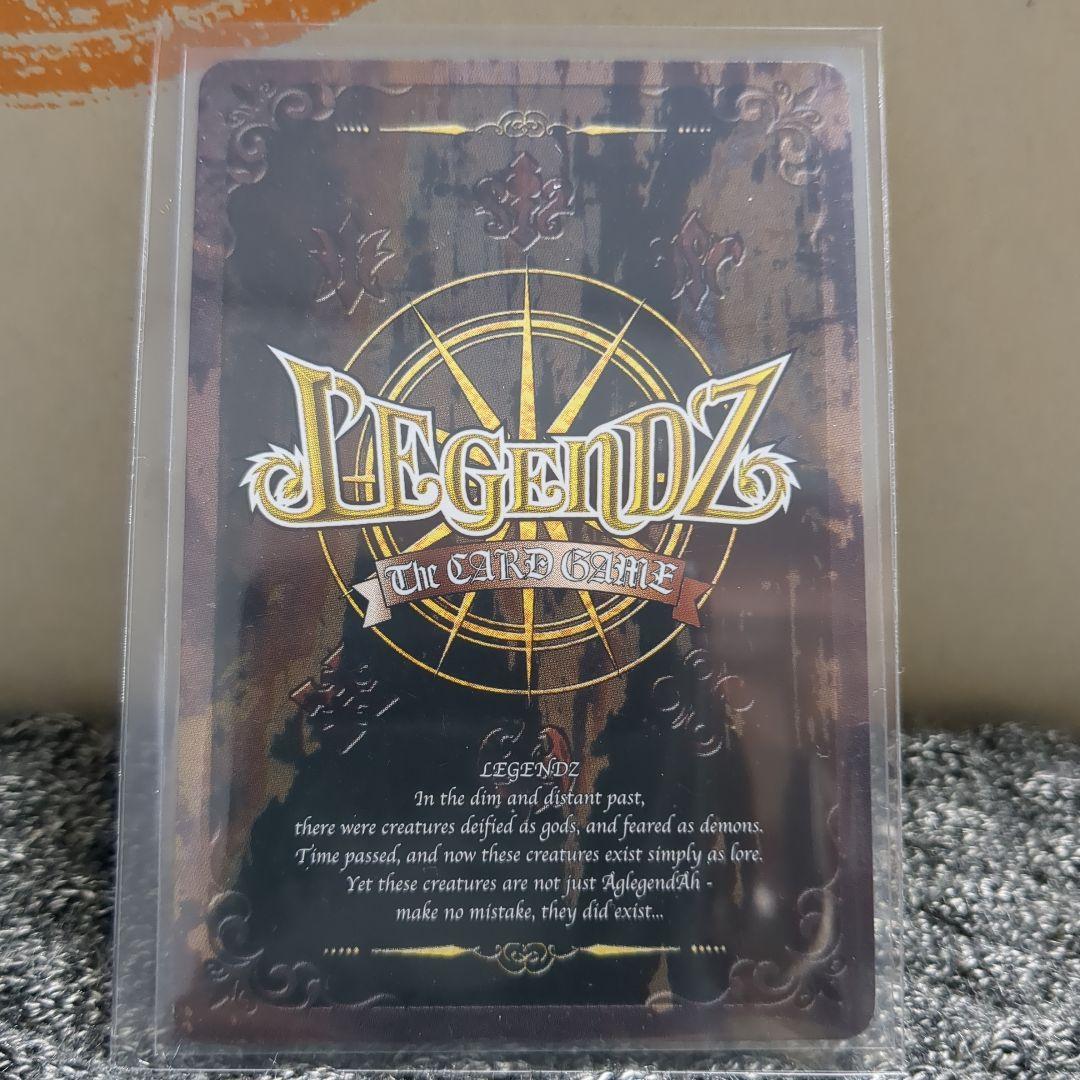 LEGENDZ
The CARD GAME
LEGENDZ
In the dim and distant past,
there were creatures deified as gods, and feared as demons.
Time passed, and now these creatures exist simply as lore.
Yet these creatures are not just AglegendAh -
make no mistake, they did exist...